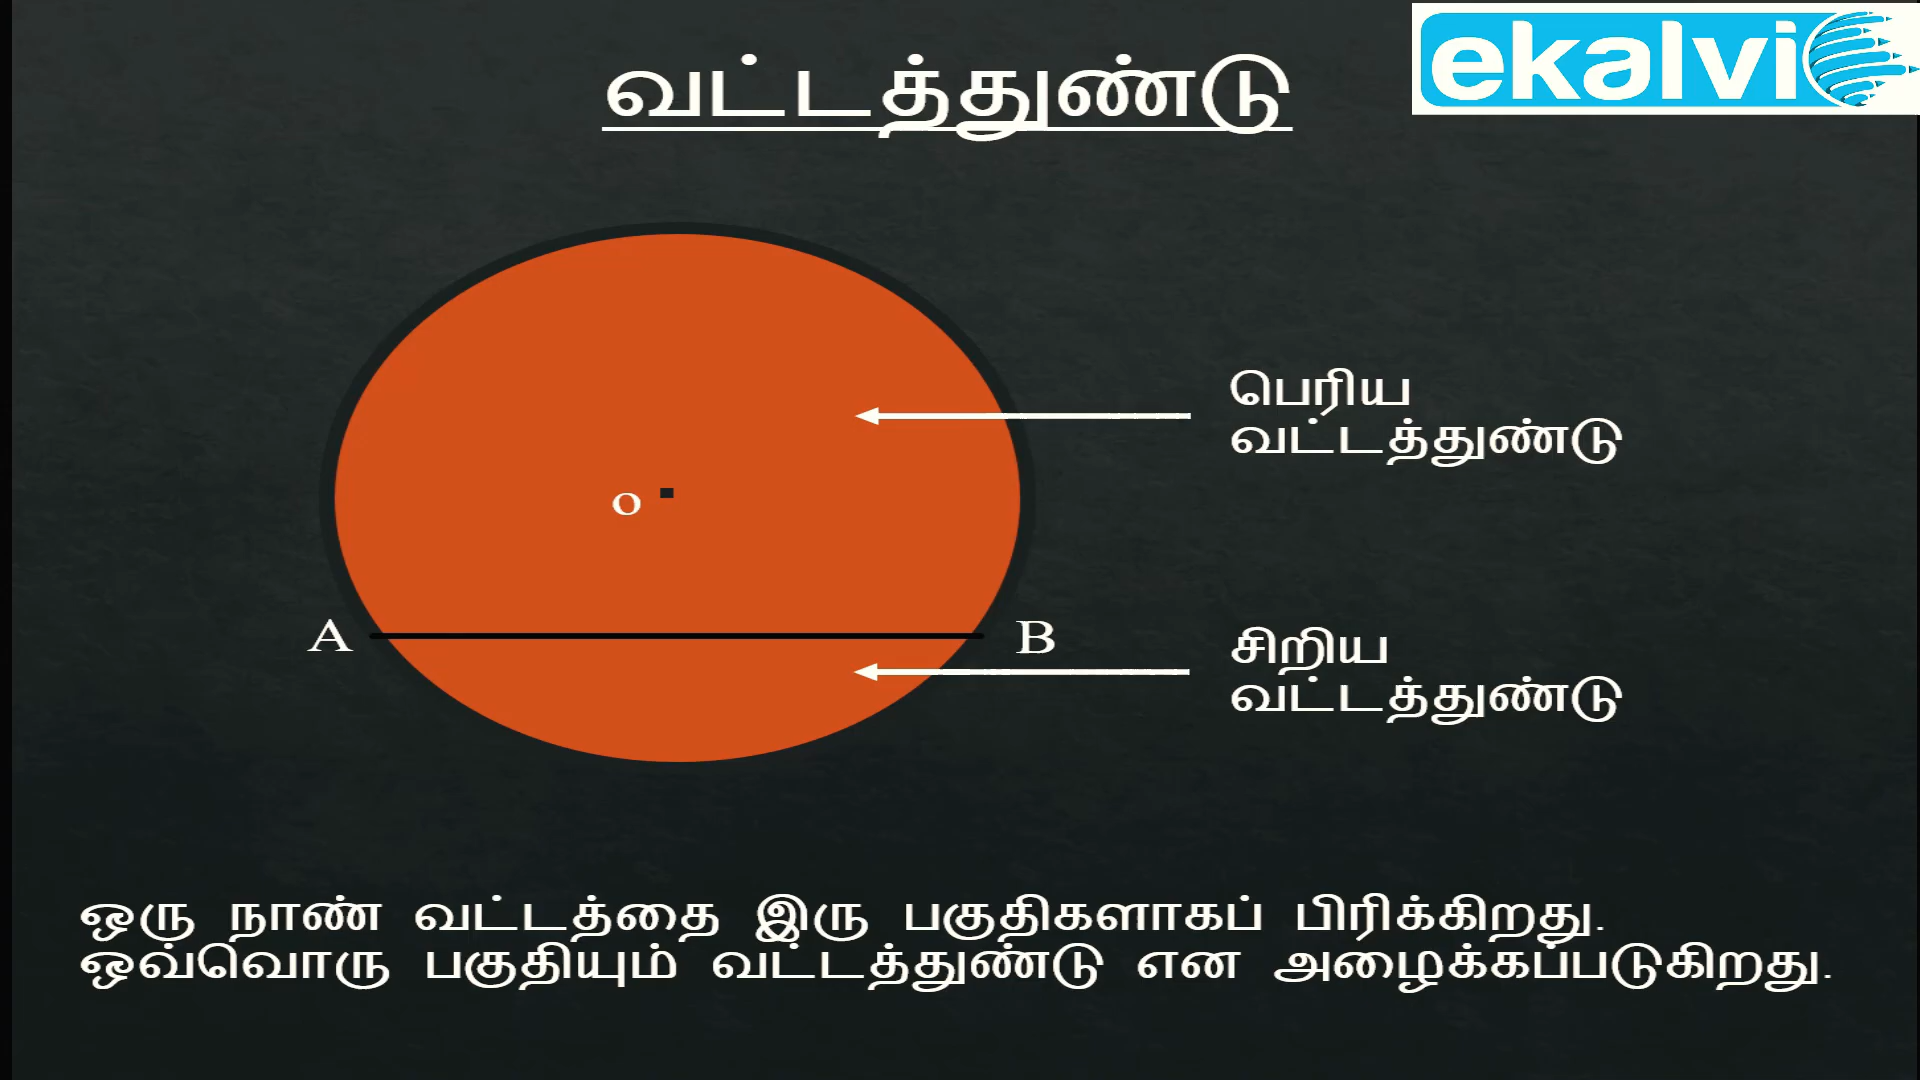 ekalvi
வட்டத்துண்டு
பெரிய
வட்டத்துண்டு
o
A
B
சிறிய
வட்டத்துண்டு
ஒரு நாண் வட்டத்தை இரு பகுதிகளாகப் பிரிக்கிறது.
ஒவ்வொரு பகுதியும் வட்டத்துண்டு என அழைக்கப்படுகிறது.